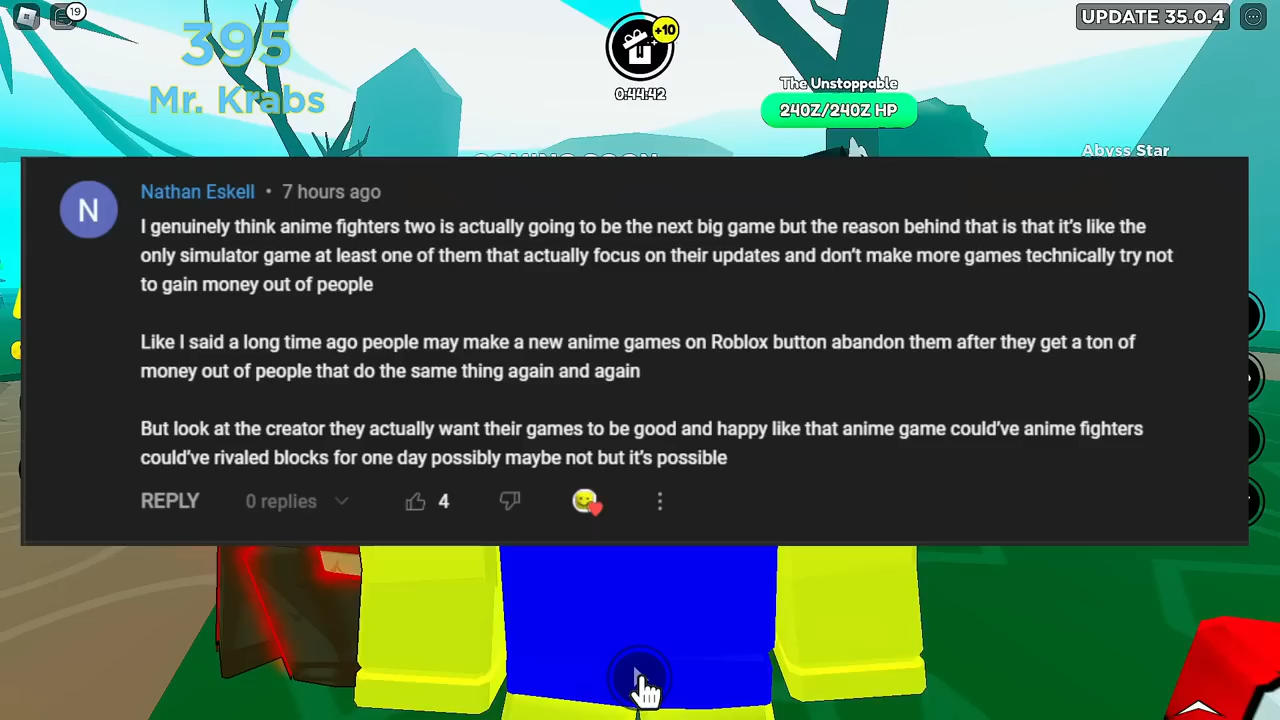 19
395
Mr. Krabs
+10
0:44:42
The Unstoppable
240Z/240Z HP
UPDATE 35.0.4
COMING SOON
Abyss Star
N
Nathan Eskell • 7 hours ago
I genuinely think anime fighters two is actually going to be the next big game but the reason behind that is that it's like the
only simulator game at least one of them that actually focus on their updates and don't make more games technically try not
to gain money out of people
Like I said a long time ago people may make a new anime games on Roblox button abandon them after they get a ton of
money out of people that do the same thing again and again
But look at the creator they actually want their games to be good and happy like that anime game could've anime fighters
could've rivaled blocks for one day possibly maybe not but it's possible
REPLY 0 replies 4